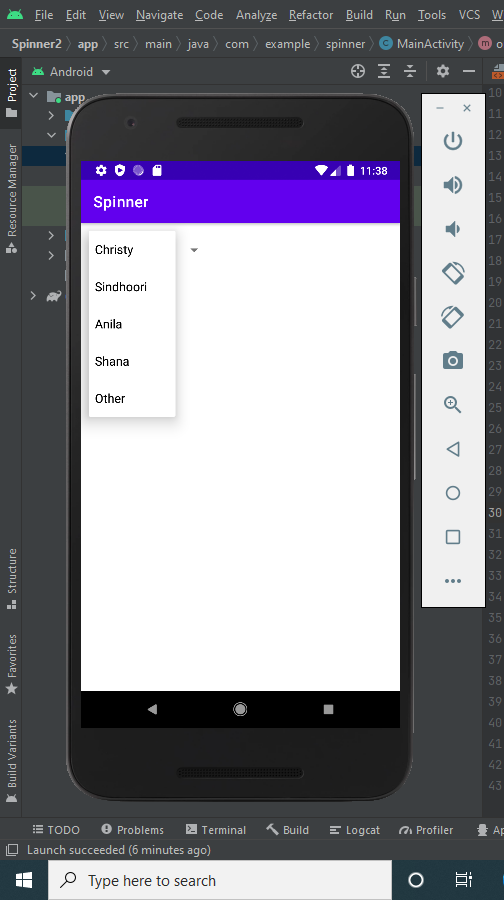 File Edit View Navigate Code Analyze Refactor Build Run Tools VCS
Spinner2 app src main java com example spinner MainActivity
Project
Android
10
app
11
12
13
14
15
16
17
18
19
20
21
22
23
24
25
26
27
28
29
30
31
32
33
34
35
36
37
38
39
40
41
42
43
Resource Manager
Structure
Favorites
Build Variants
11:38
Spinner
Christy
Sindhoori
Anila
Shana
Other
TODO Problems Terminal Build Logcat Profiler
Launch succeeded (6 minutes ago)
Type here to search